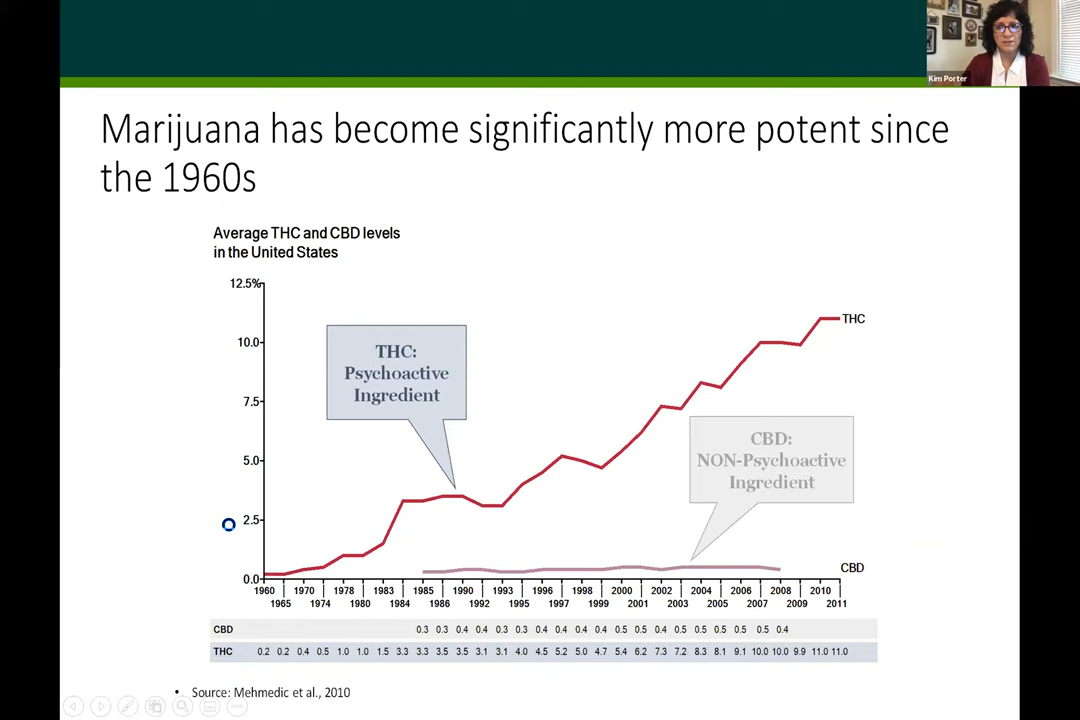 Kim Porter
Marijuana has become significantly more potent since
the 1960s
Average THC and CBD levels
in the United States
12.5%
10.0
7.5
5.0
2.5
0.0
THC:
Psychoactive
Ingredient
THC
CBD:
NON-Psychoactive
Ingredient
CBD
1960 1970 1978 1983 1985 1990 1993 1996 1998 2000 2002 2004 2006 2008 2010
1965 1974 1980 1984 1986 1992 1995 1997 1999 2001 2003 2005 2007 2009 2011
CBD 0.3 0.3 0.4 0.4 0.3 0.3 0.4 0.4 0.4 0.4 0.5 0.5 0.4 0.5 0.5 0.5 0.5 0.5 0.4
THC 0.2 0.2 0.4 0.5 1.0 1.0 1.5 3.3 3.3 3.5 3.5 3.1 3.1 4.0 4.5 5.2 5.0 4.7 5.4 6.2 7.3 7.2 8.3 8.1 9.1 10.0 10.0 9.9 11.0 11.0
• Source: Mehmedic et al., 2010